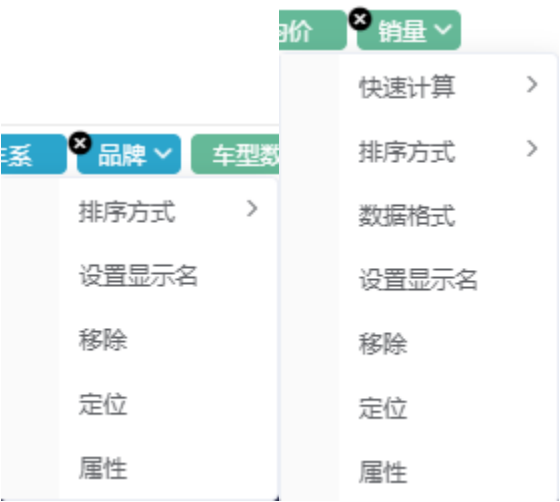 系 品牌 车型数
排序方式
设置显示名
移除
定位
属性
价 销量
快速计算
排序方式
数据格式
设置显示名
移除
定位
属性